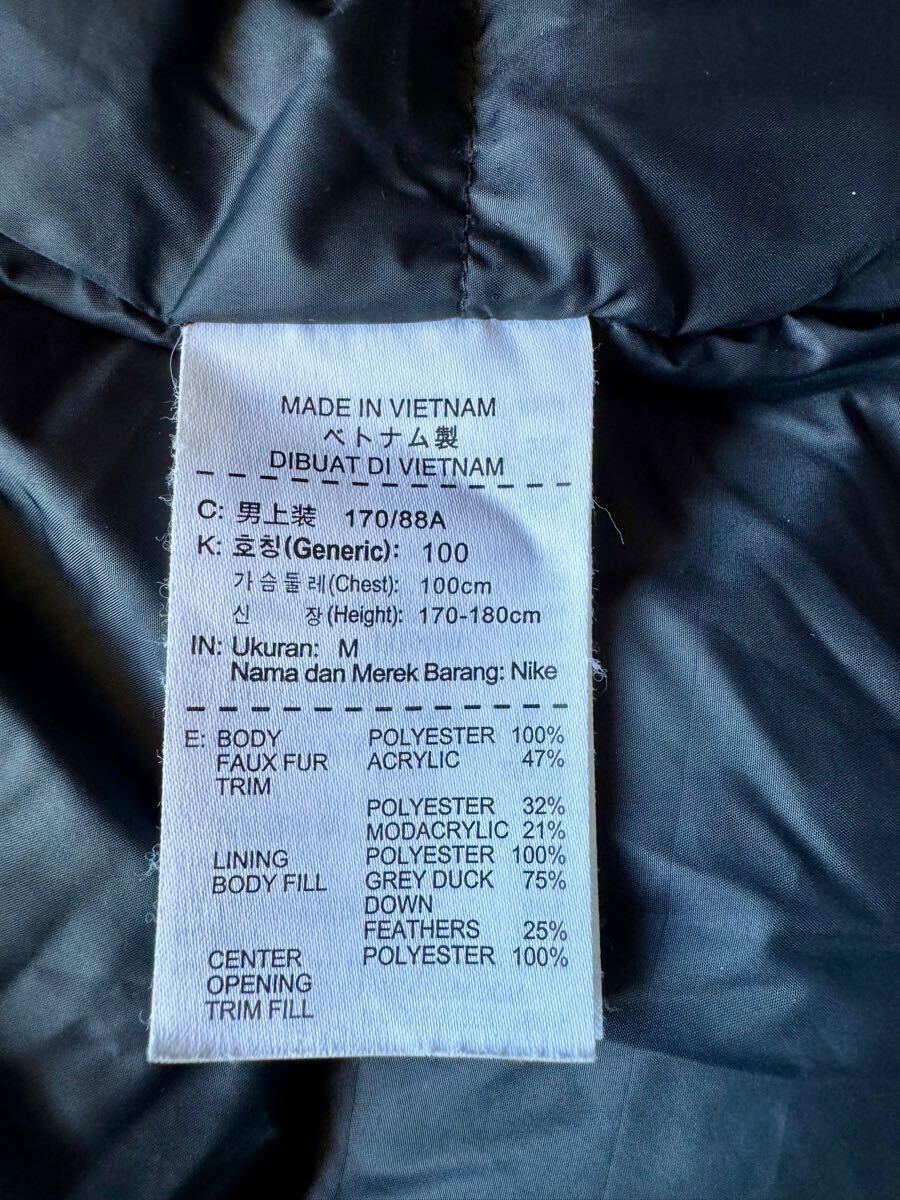 MADE IN VIETNAM
ベトナム製
DIBUAT DI VIETNAM
C: 男上装 170/88A
K: 호칭(Generic): 100
가슴둘레(Chest): 100cm
신 장(Height): 170-180cm
IN: Ukuran: M
Nama dan Merek Barang: Nike
E: BODY POLYESTER 100%
FAUX FUR ACRYLIC 47%
TRIM
POLYESTER 32%
MODACRYLIC 21%
LINING POLYESTER 100%
BODY FILL GREY DUCK 75%
DOWN
FEATHERS 25%
CENTER POLYESTER 100%
OPENING
TRIM FILL